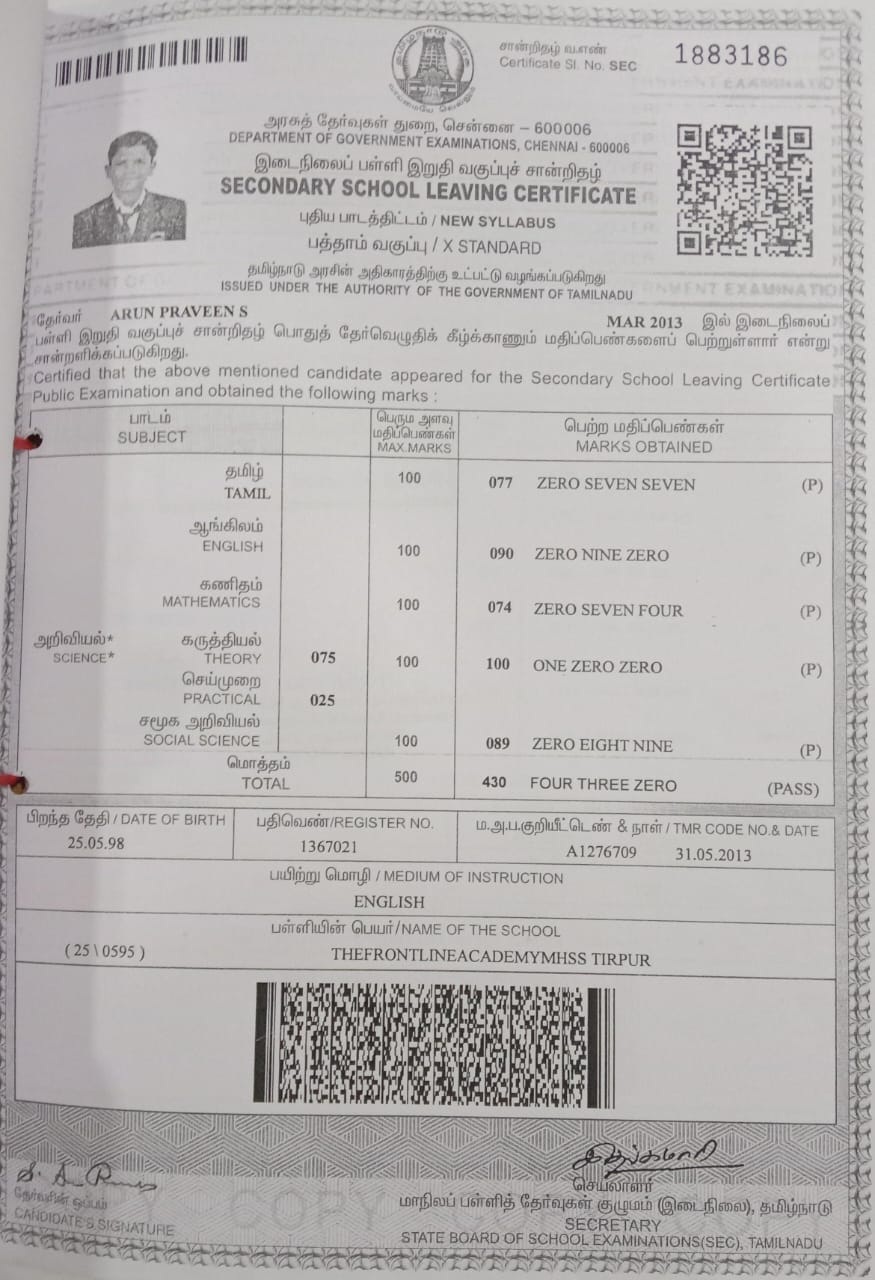 சான்றிதழ் வ.எண்
Certificate Sl. No. SEC 1883186
அரசுத் தேர்வுகள் துறை, சென்னை – 600006
DEPARTMENT OF GOVERNMENT EXAMINATIONS, CHENNAI - 600006
இடைநிலைப் பள்ளி இறுதி வகுப்புச் சான்றிதழ்
SECONDARY SCHOOL LEAVING CERTIFICATE
புதிய பாடத்திட்டம் / NEW SYLLABUS
பத்தாம் வகுப்பு / X STANDARD
தமிழ்நாடு அரசின் அதிகாரத்திற்கு உட்பட்டு வழங்கப்படுகிறது
ISSUED UNDER THE AUTHORITY OF THE GOVERNMENT OF TAMILNADU
தேர்வர் ARUN PRAVEEN S MAR 2013 இல் இடைநிலைப்
பள்ளி இறுதி வகுப்புச் சான்றிதழ் பொதுத் தேர்வெழுதிக் கீழ்க்காணும் மதிப்பெண்களைப் பெற்றுள்ளார் என்று
சான்றளிக்கப்படுகிறது.
Certified that the above mentioned candidate appeared for the Secondary School Leaving Certificate
Public Examination and obtained the following marks :
பாடம் பெரும அளவு பெற்ற மதிப்பெண்கள்
SUBJECT மதிப்பெண்கள் MARKS OBTAINED
MAX.MARKS
தமிழ்
TAMIL 100 077 ZERO SEVEN SEVEN (P)
ஆங்கிலம்
ENGLISH 100 090 ZERO NINE ZERO (P)
கணிதம்
MATHEMATICS 100 074 ZERO SEVEN FOUR (P)
அறிவியல்* கருத்தியல்
SCIENCE* THEORY 075 100 100 ONE ZERO ZERO (P)
செய்முறை
PRACTICAL 025
சமூக அறிவியல்
SOCIAL SCIENCE 100 089 ZERO EIGHT NINE (P)
மொத்தம்
TOTAL 500 430 FOUR THREE ZERO (PASS)
பிறந்த தேதி / DATE OF BIRTH பதிவெண்/REGISTER NO. ம.அ.ப.குறியீட்டெண் & நாள் / TMR CODE NO.& DATE
25.05.98 1367021 A1276709 31.05.2013
பயிற்று மொழி / MEDIUM OF INSTRUCTION
ENGLISH
பள்ளியின் பெயர்/NAME OF THE SCHOOL
( 25 \ 0595 ) THEFRONTLINEACADEMYMHSS TIRPUR
செயலாளர்
தேர்வரின் ஒப்பம் மாநிலப் பள்ளித் தேர்வுகள் குழுமம் (இடைநிலை), தமிழ்நாடு
CANDIDATE'S SIGNATURE SECRETARY
STATE BOARD OF SCHOOL EXAMINATIONS(SEC), TAMILNADU
COPY